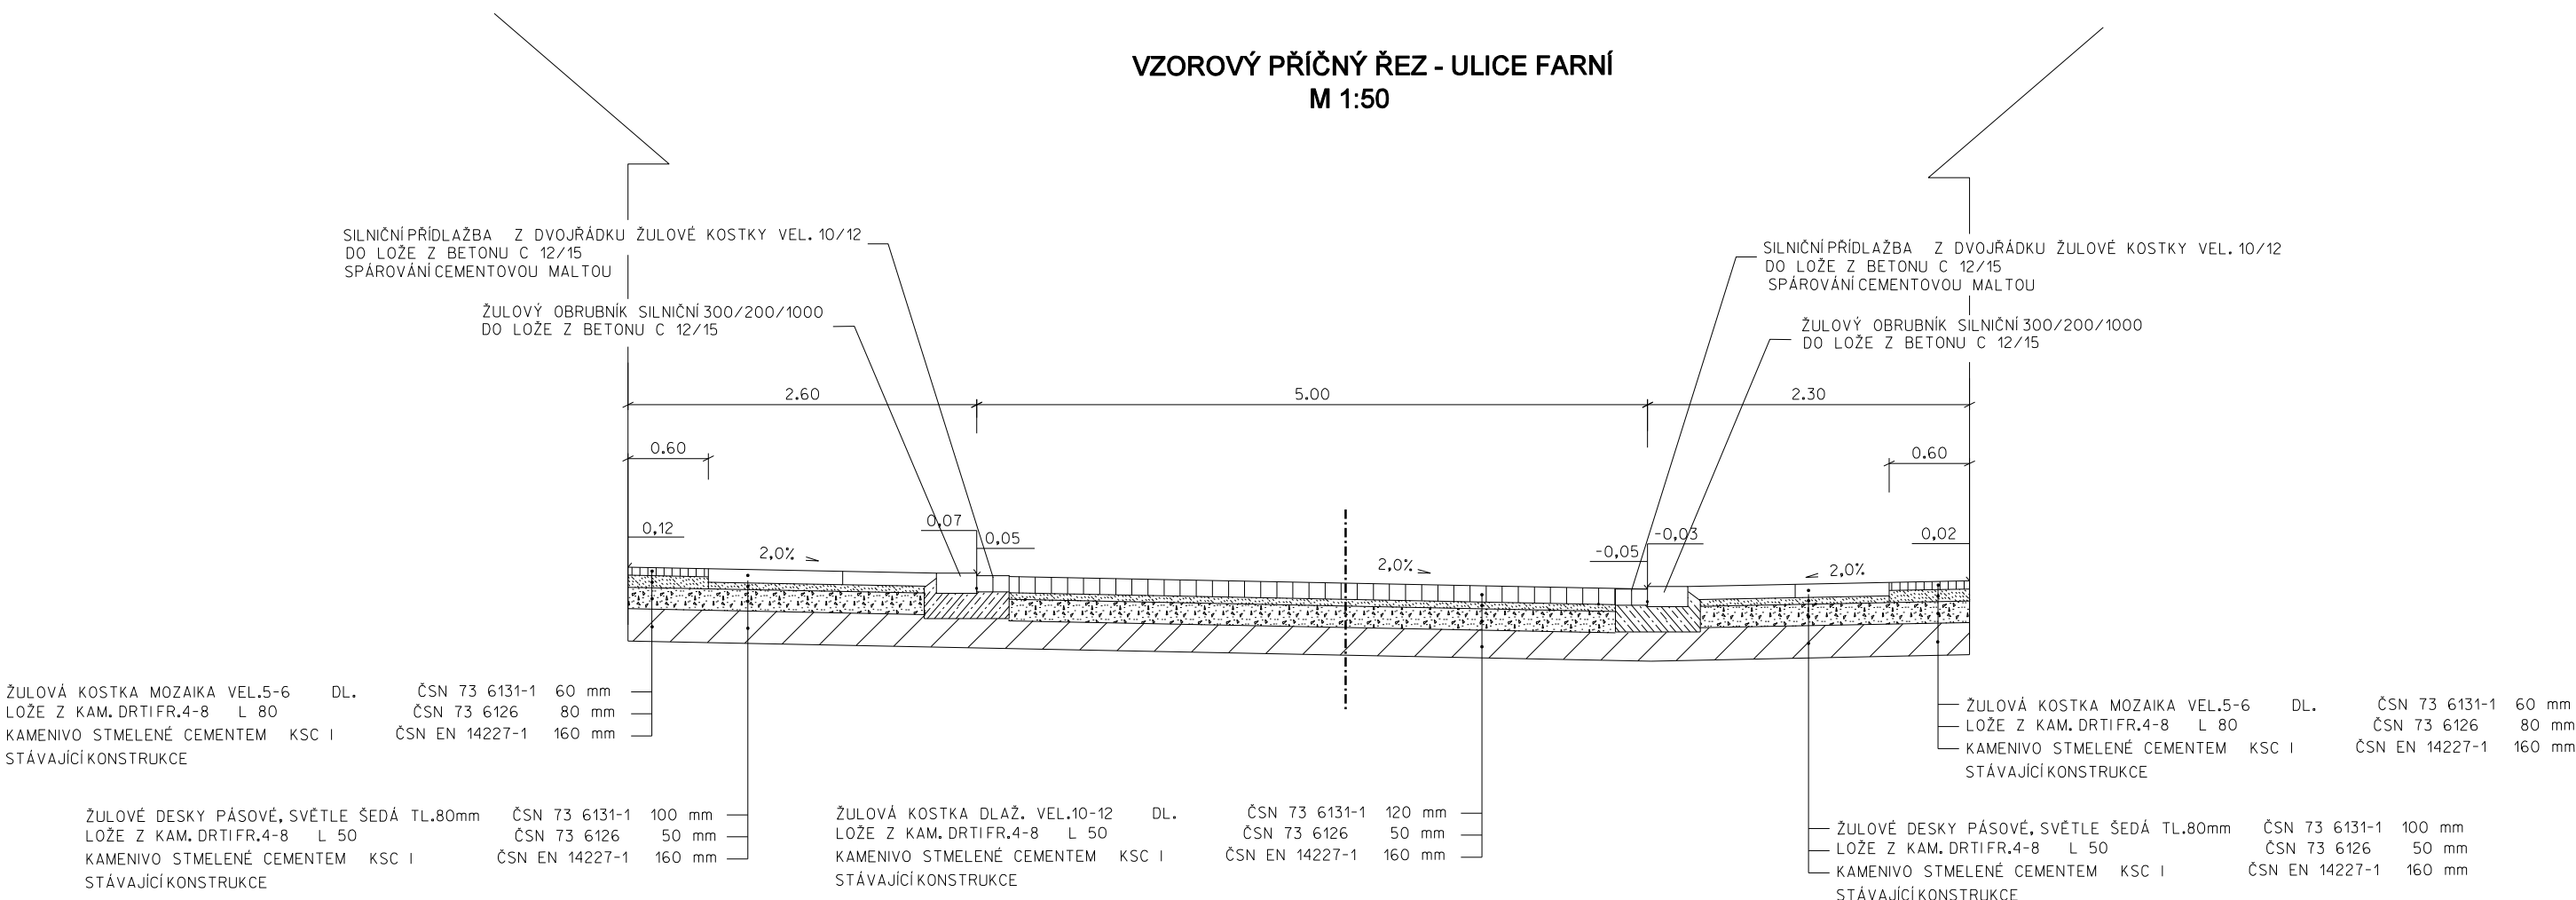 VZOROVÝ PŘÍČNÝ ŘEZ - ULICE FARNÍ
M 1:50
SILNIČNÍ PŘÍDLAŽBA Z DVOJŘÁDKU ŽULOVÉ KOSTKY VEL. 10/12
DO LOŽE Z BETONU C 12/15
SPÁROVÁNÍ CEMENTOVOU MALTOU
ŽULOVÝ OBRUBNÍK SILNIČNÍ 300/200/1000
DO LOŽE Z BETONU C 12/15
SILNIČNÍ PŘÍDLAŽBA Z DVOJŘÁDKU ŽULOVÉ KOSTKY VEL. 10/12
DO LOŽE Z BETONU C 12/15
SPÁROVÁNÍ CEMENTOVOU MALTOU
ŽULOVÝ OBRUBNÍK SILNIČNÍ 300/200/1000
DO LOŽE Z BETONU C 12/15
2.60 5.00 2.30
0.60 0.60
0,12 0,07 0,05 -0,05 -0,03 0,02
2,0% 2,0% 2,0%
ŽULOVÁ KOSTKA MOZAIKA VEL.5-6 DL. ČSN 73 6131-1 60 mm
LOŽE Z KAM. DRTI FR.4-8 L 80 ČSN 73 6126 80 mm
KAMENIVO STMELENÉ CEMENTEM KSC I ČSN EN 14227-1 160 mm
STÁVAJÍCÍ KONSTRUKCE
ŽULOVÁ KOSTKA MOZAIKA VEL.5-6 DL. ČSN 73 6131-1 60 mm
LOŽE Z KAM. DRTI FR.4-8 L 80 ČSN 73 6126 80 mm
KAMENIVO STMELENÉ CEMENTEM KSC I ČSN EN 14227-1 160 mm
STÁVAJÍCÍ KONSTRUKCE
ŽULOVÉ DESKY PÁSOVÉ, SVĚTLE ŠEDÁ TL.80mm ČSN 73 6131-1 100 mm
LOŽE Z KAM. DRTI FR.4-8 L 50 ČSN 73 6126 50 mm
KAMENIVO STMELENÉ CEMENTEM KSC I ČSN EN 14227-1 160 mm
STÁVAJÍCÍ KONSTRUKCE
ŽULOVÁ KOSTKA DLAŽ. VEL.10-12 DL. ČSN 73 6131-1 120 mm
LOŽE Z KAM. DRTI FR.4-8 L 50 ČSN 73 6126 50 mm
KAMENIVO STMELENÉ CEMENTEM KSC I ČSN EN 14227-1 160 mm
STÁVAJÍCÍ KONSTRUKCE
ŽULOVÉ DESKY PÁSOVÉ, SVĚTLE ŠEDÁ TL.80mm ČSN 73 6131-1 100 mm
LOŽE Z KAM. DRTI FR.4-8 L 50 ČSN 73 6126 50 mm
KAMENIVO STMELENÉ CEMENTEM KSC I ČSN EN 14227-1 160 mm
STÁVAJÍCÍ KONSTRUKCE